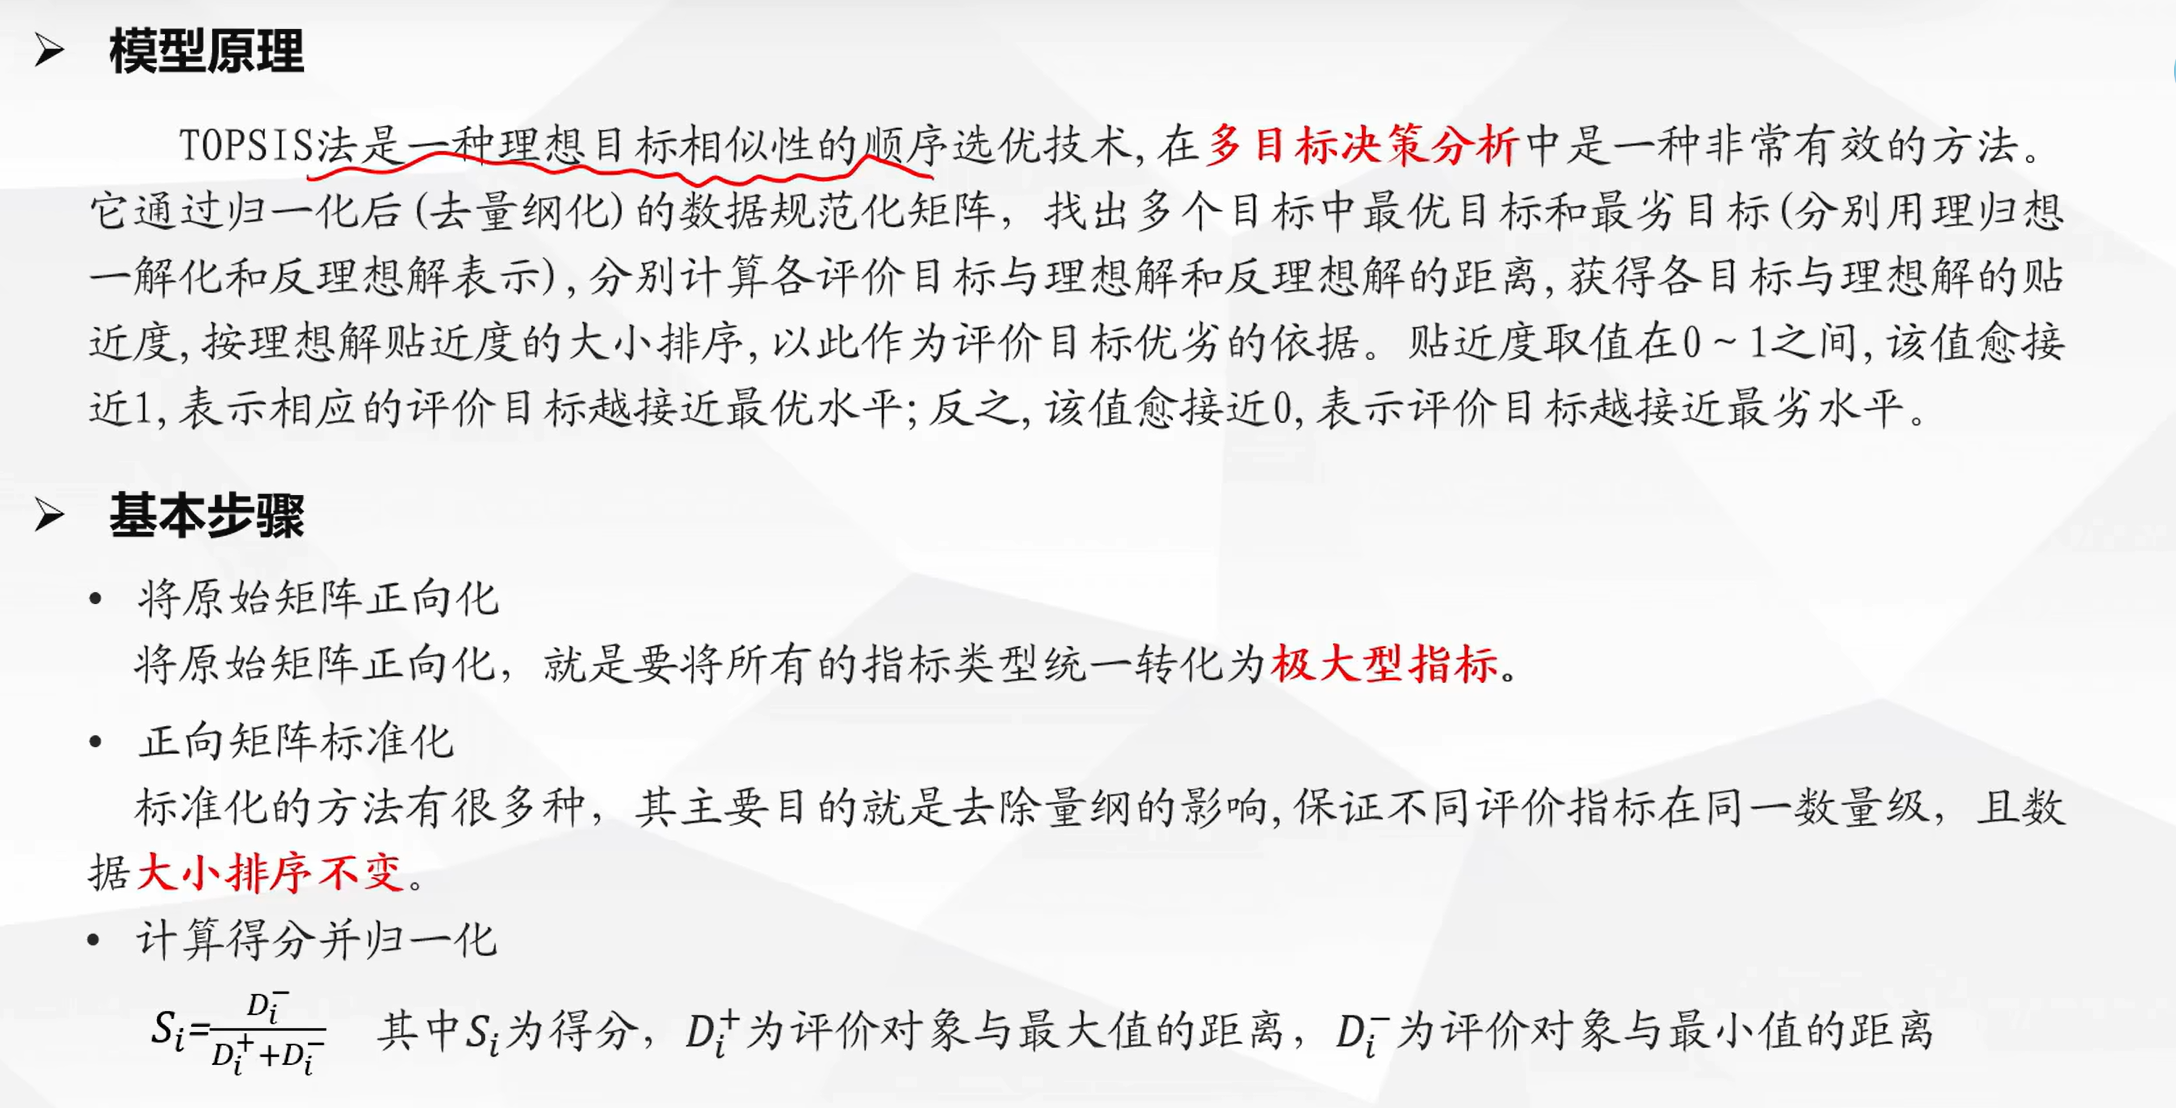 模型原理
TOPSIS法是一种理想目标相似性的顺序选优技术,在多目标决策分析中是一种非常有效的方法。
它通过归一化后(去量纲化)的数据规范化矩阵，找出多个目标中最优目标和最劣目标(分别用理归想
一解化和反理想解表示),分别计算各评价目标与理想解和反理想解的距离,获得各目标与理想解的贴
近度,按理想解贴近度的大小排序,以此作为评价目标优劣的依据。贴近度取值在0~1之间,该值愈接
近1,表示相应的评价目标越接近最优水平;反之,该值愈接近0,表示评价目标越接近最劣水平。
基本步骤
• 将原始矩阵正向化
将原始矩阵正向化，就是要将所有的指标类型统一转化为极大型指标。
• 正向矩阵标准化
标准化的方法有很多种，其主要目的就是去除量纲的影响,保证不同评价指标在同一数量级，且数
据大小排序不变。
• 计算得分并归一化
S_i=\frac{D_i^-}{D_i^++D_i^-} 其中S_i为得分，D_i^+为评价对象与最大值的距离，D_i^-为评价对象与最小值的距离